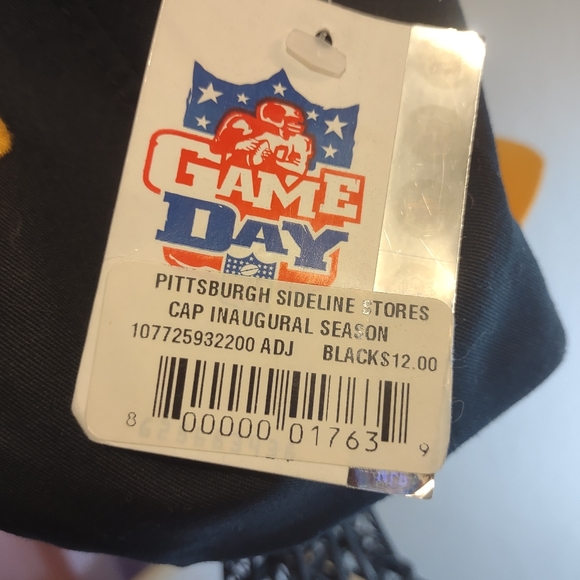 GAME
DAY
PITTSBURGH SIDELINE STORES
CAP INAUGURAL SEASON
107725932200 ADJ BLACK$12.00
8 00000 01763 9